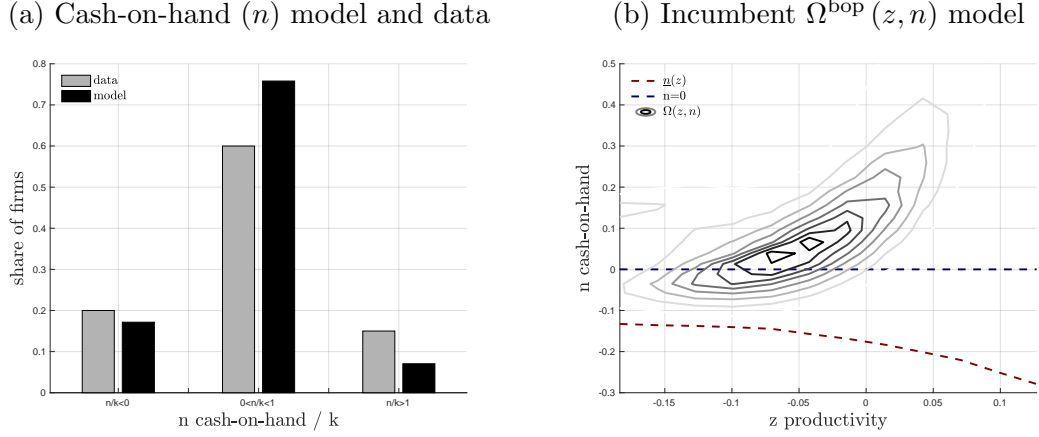 (a) Cash-on-hand (n) model and data
0.8
0.7
0.6
0.5
0.4
0.3
0.2
0.1
0
share of firms
data
model
n/k<0
0<n/k<1
n/k>1
n cash-on-hand / k
(b) Incumbent Ω^bop (z, n) model
0.5
0.4
0.3
0.2
0.1
0
-0.1
-0.2
-0.3
n cash-on-hand
n(z)
n=0
Ω(z, n)
-0.15
-0.1
-0.05
0
0.05
0.1
z productivity